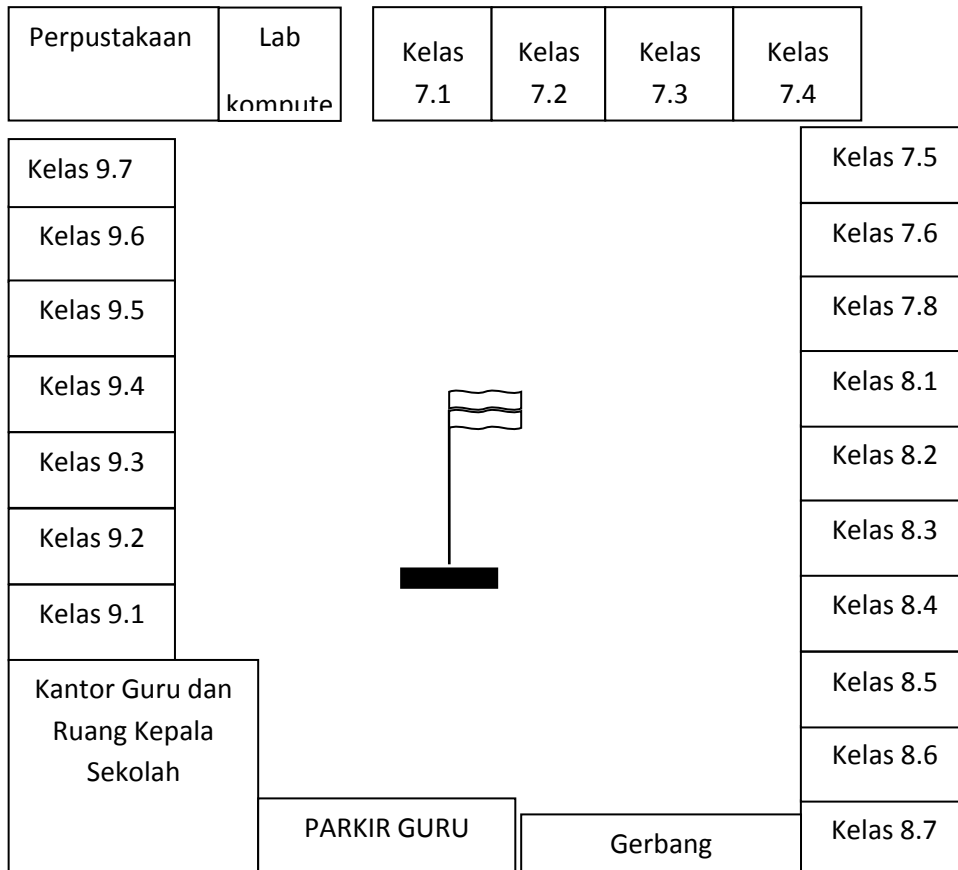 Perpustakaan
Lab
kompute
Kelas
7.1
Kelas
7.2
Kelas
7.3
Kelas
7.4
Kelas 9.7
Kelas 9.6
Kelas 9.5
Kelas 9.4
Kelas 9.3
Kelas 9.2
Kelas 9.1
Kantor Guru dan
Ruang Kepala
Sekolah
PARKIR GURU
Gerbang
Kelas 7.5
Kelas 7.6
Kelas 7.8
Kelas 8.1
Kelas 8.2
Kelas 8.3
Kelas 8.4
Kelas 8.5
Kelas 8.6
Kelas 8.7